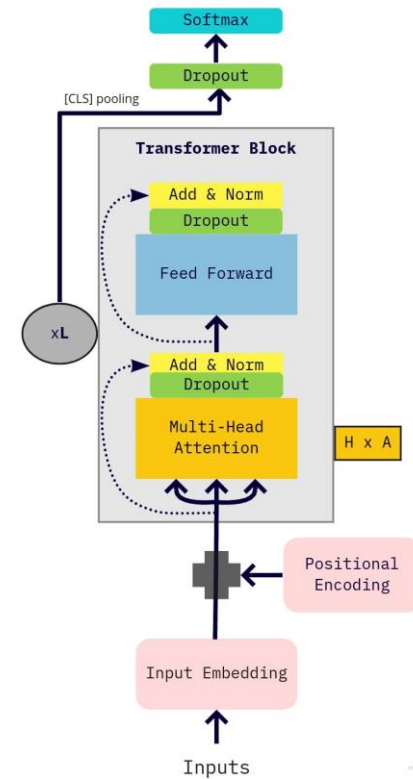 Softmax
Dropout
[CLS] pooling
Transformer Block
Add & Norm
Dropout
Feed Forward
xL
Add & Norm
Dropout
Multi-Head
Attention
H x A
Positional
Encoding
Input Embedding
Inputs